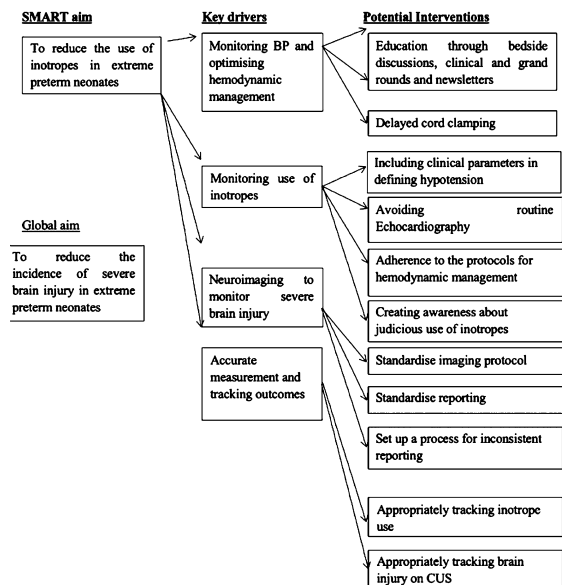 SMART aim
To reduce the use of
inotropes in extreme
preterm neonates
Global aim
To reduce the
incidence of severe
brain injury in extreme
preterm neonates
Key drivers
Monitoring BP and
optimising hemodynamic
management
Monitoring use of
inotropes
Neuroimaging to
monitor severe
brain injury
Accurate
measurement and
tracking outcomes
Potential Interventions
Education through bedside
discussions, clinical and grand
rounds and newsletters
Delayed cord clamping
Including clinical parameters in
defining hypotension
Avoiding routine
Echocardiography
Adherence to the protocols for
hemodynamic management
Creating awareness about
judicious use of inotropes
Standardise imaging protocol
Standardise reporting
Set up a process for inconsistent
reporting
Appropriately tracking inotrope
use
Appropriately tracking brain
injury on CUS